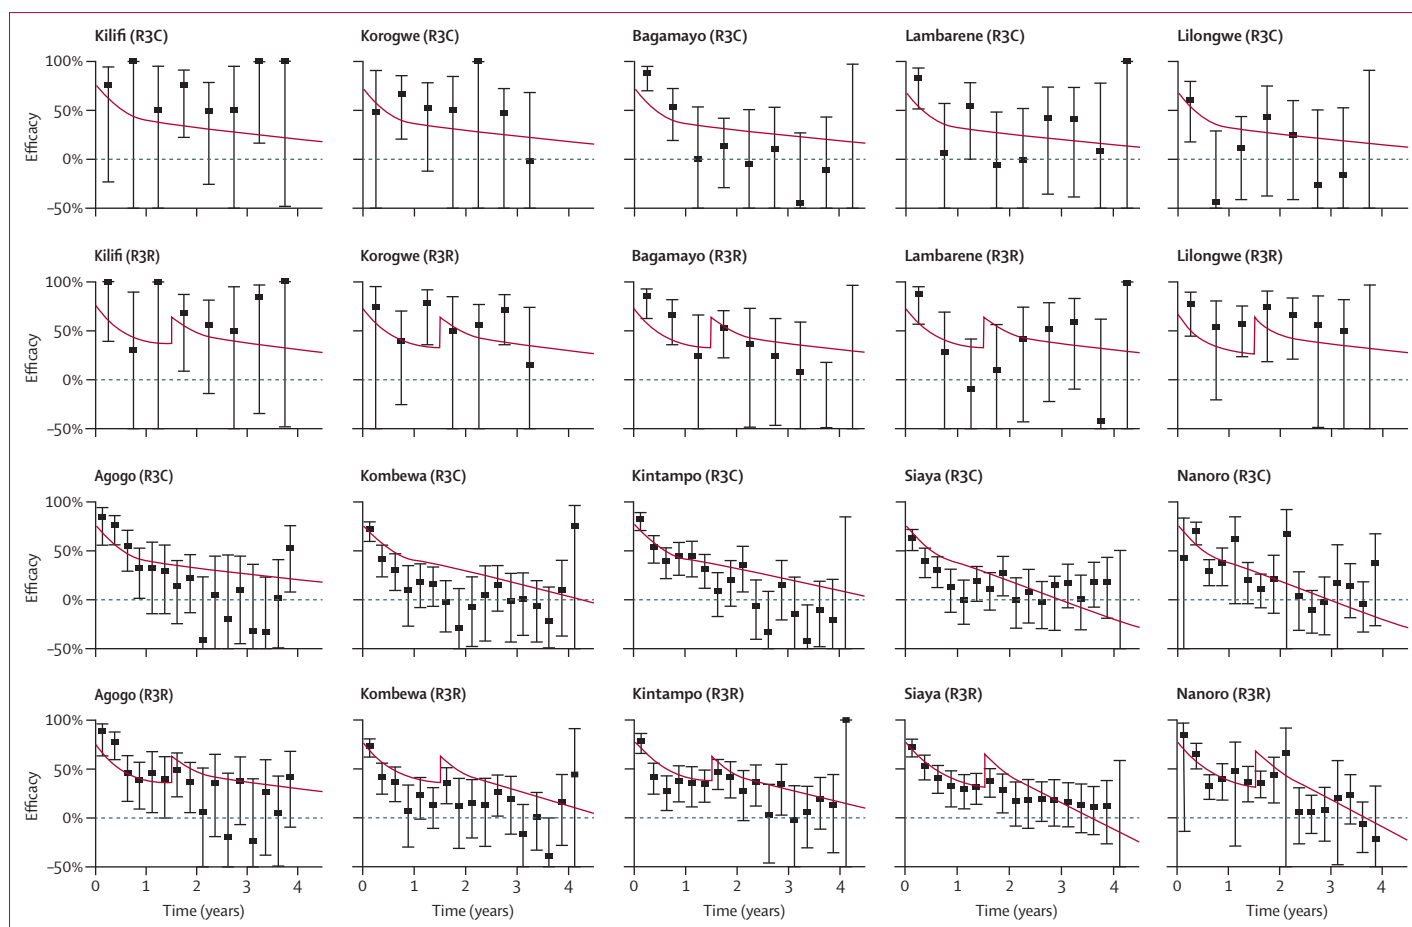 Kilifi (R3C) Korogwe (R3C) Bagamayo (R3C) Lambarene (R3C) Lilongwe (R3C)
100%
50%
0%
–50%
Efficacy
Kilifi (R3R) Korogwe (R3R) Bagamayo (R3R) Lambarene (R3R) Lilongwe (R3R)
100%
50%
0%
–50%
Efficacy
Agogo (R3C) Kombewa (R3C) Kintampo (R3C) Siaya (R3C) Nanoro (R3C)
100%
50%
0%
–50%
Efficacy
Agogo (R3R) Kombewa (R3R) Kintampo (R3R) Siaya (R3R) Nanoro (R3R)
100%
50%
0%
–50%
Efficacy
0 1 2 3 4 0 1 2 3 4 0 1 2 3 4 0 1 2 3 4 0 1 2 3 4
Time (years) Time (years) Time (years) Time (years) Time (years)